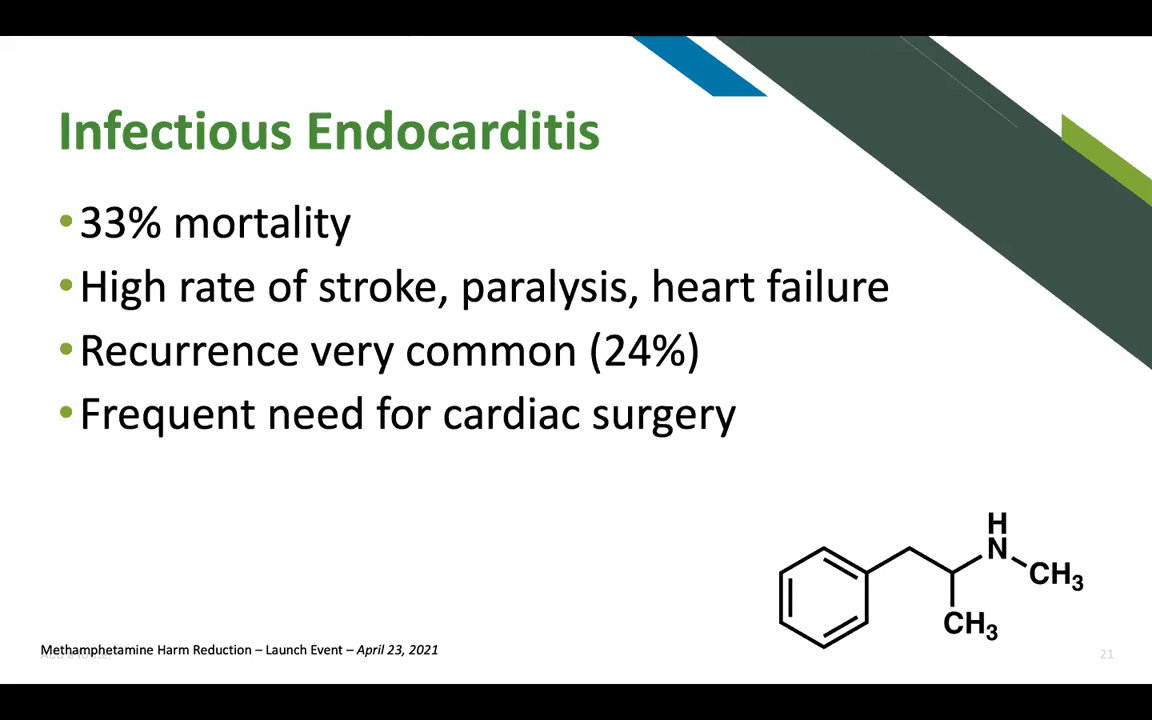 Infectious Endocarditis
•33% mortality
•High rate of stroke, paralysis, heart failure
•Recurrence very common (24%)
•Frequent need for cardiac surgery
H
N
CH3
CH3
Methamphetamine Harm Reduction – Launch Event – April 23, 2021
21